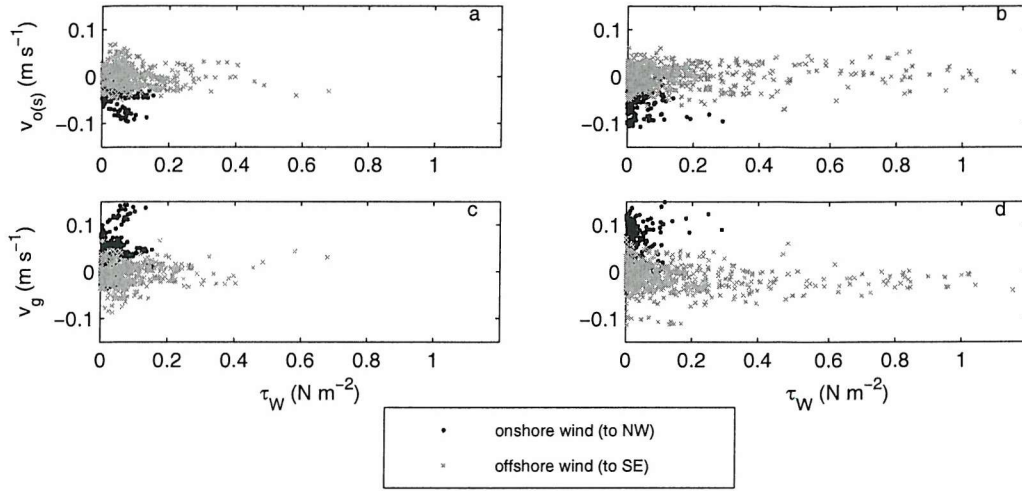 a
b
0.1
0
−0.1
v_o(s) (m s⁻¹)
0 0.2 0.4 0.6 0.8 1
0.1
0
−0.1
0 0.2 0.4 0.6 0.8 1
c
d
0.1
0
−0.1
v_g (m s⁻¹)
0 0.2 0.4 0.6 0.8 1
τ_W (N m⁻²)
0.1
0
−0.1
0 0.2 0.4 0.6 0.8 1
τ_W (N m⁻²)
onshore wind (to NW)
offshore wind (to SE)